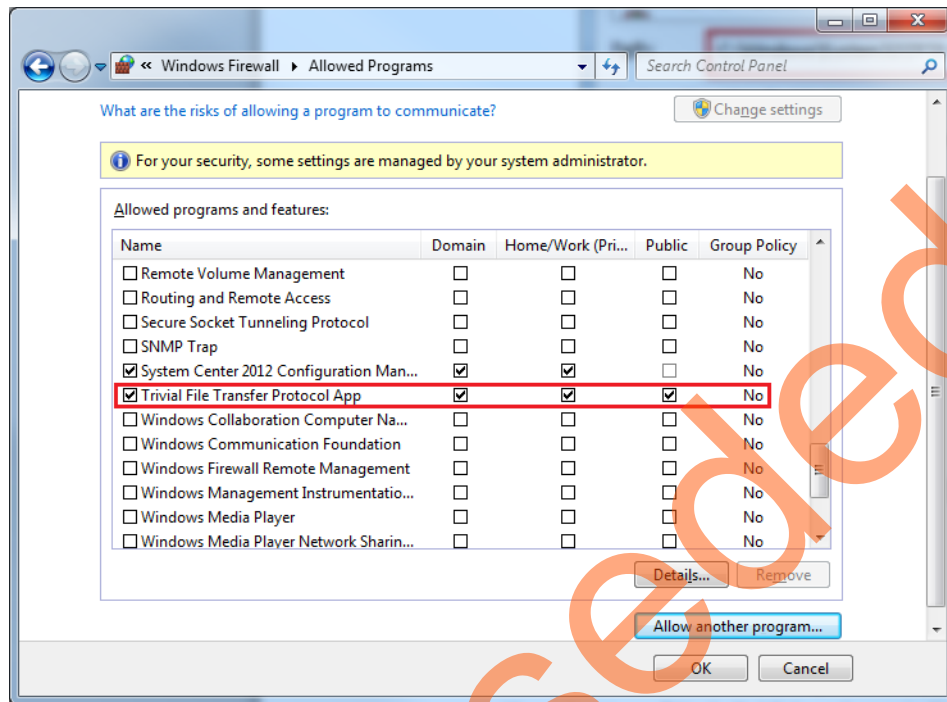 « Windows Firewall ▸ Allowed Programs
Search Control Panel
What are the risks of allowing a program to communicate?
Change settings
For your security, some settings are managed by your system administrator.
Allowed programs and features:
Name Domain Home/Work (Pri... Public Group Policy
Remote Volume Management No
Routing and Remote Access No
Secure Socket Tunneling Protocol No
SNMP Trap No
System Center 2012 Configuration Man... No
Trivial File Transfer Protocol App No
Windows Collaboration Computer Na... No
Windows Communication Foundation No
Windows Firewall Remote Management No
Windows Management Instrumentatio... No
Windows Media Player No
Windows Media Player Network Sharin... No
Details... Remove
Allow another program...
OK Cancel